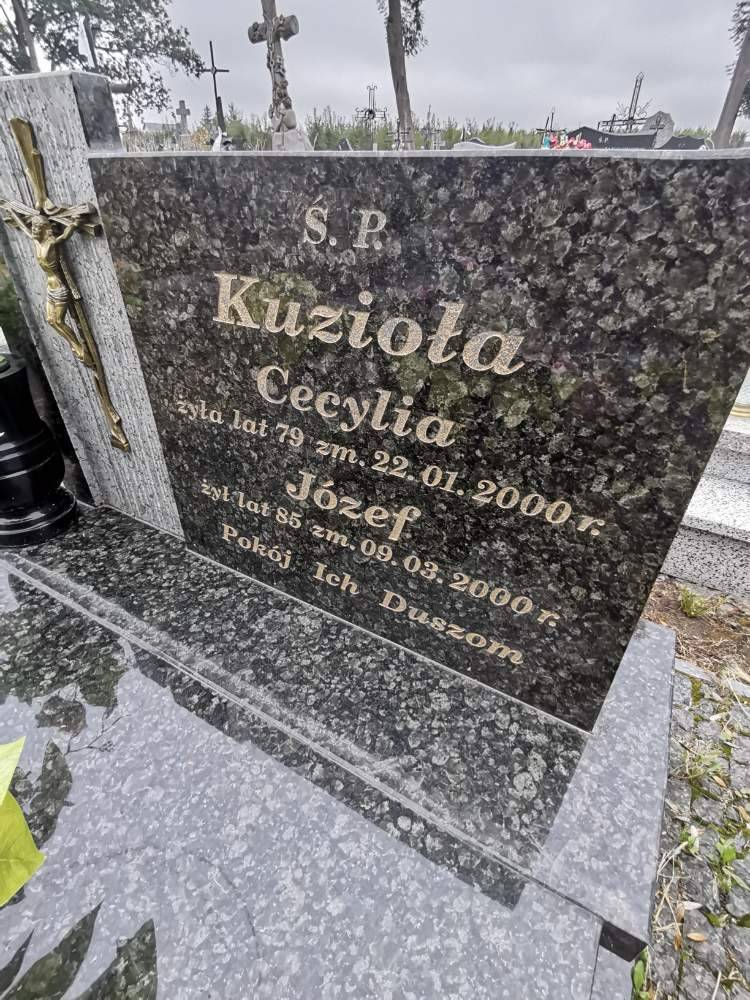 Ś. P.
Kuzioła
Cecylia
żyła lat 79 zm. 22.01.2000 r.
Józef
żył lat 85 zm. 09.03.2000 r.
Pokój Ich Duszom